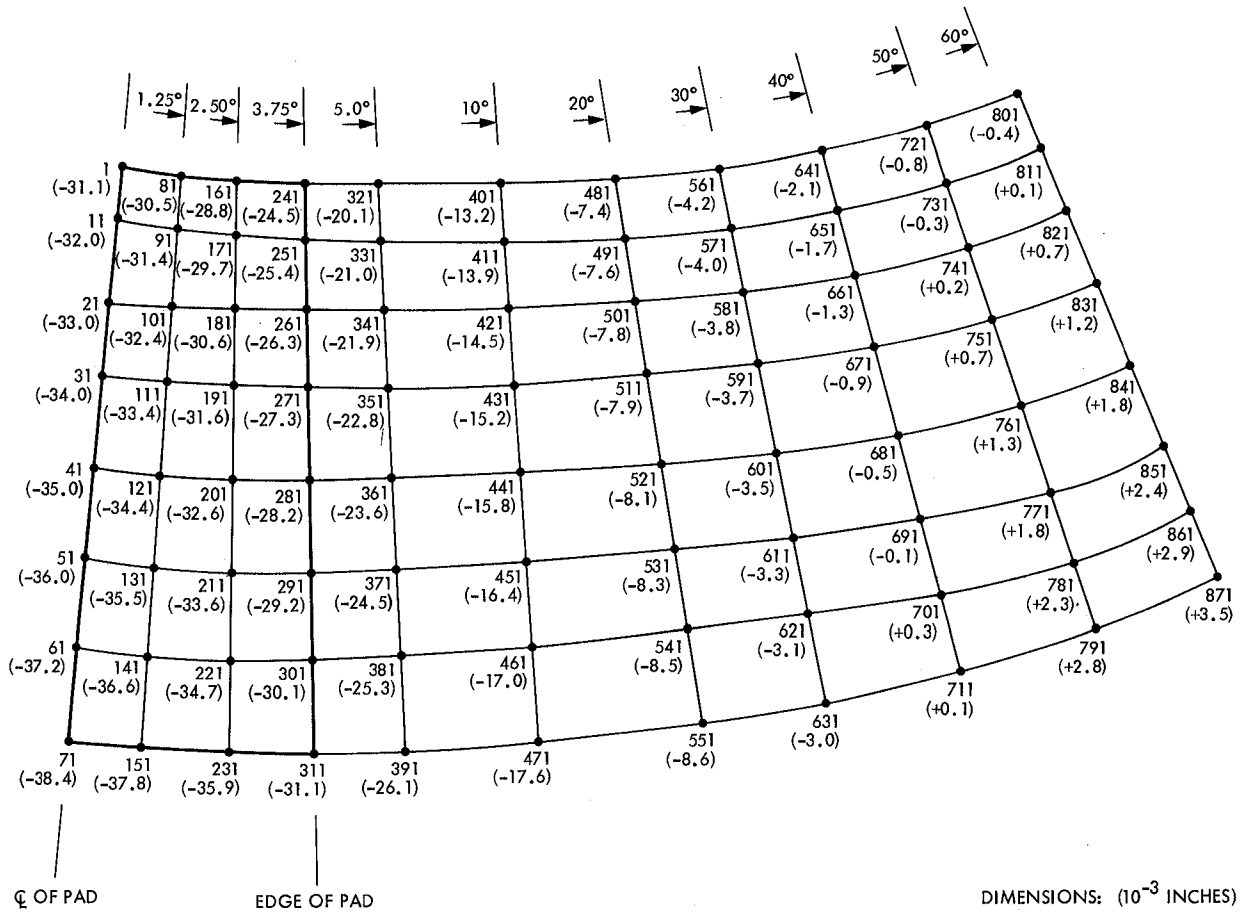 1.25° 2.50° 3.75° 5.0° 10° 20° 30° 40° 50° 60°
1 81 161 241 321 401 481 561 641 721 801
(-31.1) (-30.5) (-28.8) (-24.5) (-20.1) (-13.2) (-7.4) (-4.2) (-2.1) (-0.8) (-0.4)
11 91 171 251 331 411 491 571 651 731 811
(-32.0) (-31.4) (-29.7) (-25.4) (-21.0) (-13.9) (-7.6) (-4.0) (-1.7) (-0.3) (+0.1)
21 101 181 261 341 421 501 581 661 741 821
(-33.0) (-32.4) (-30.6) (-26.3) (-21.9) (-14.5) (-7.8) (-3.8) (-1.3) (+0.2) (+0.7)
31 111 191 271 351 431 511 591 671 751 831
(-34.0) (-33.4) (-31.6) (-27.3) (-22.8) (-15.2) (-7.9) (-3.7) (-0.9) (+0.7) (+1.2)
41 121 201 281 361 441 521 601 681 761 841
(-35.0) (-34.4) (-32.6) (-28.2) (-23.6) (-15.8) (-8.1) (-3.5) (-0.5) (+1.3) (+1.8)
51 131 211 291 371 451 531 611 691 771 851
(-36.0) (-35.5) (-33.6) (-29.2) (-24.5) (-16.4) (-8.3) (-3.3) (-0.1) (+1.8) (+2.4)
61 141 221 301 381 461 541 621 701 781 861
(-37.2) (-36.6) (-34.7) (-30.1) (-25.3) (-17.0) (-8.5) (-3.1) (+0.3) (+2.3) (+2.9)
71 151 231 311 391 471 551 631 711 791 871
(-38.4) (-37.8) (-35.9) (-31.1) (-26.1) (-17.6) (-8.6) (-3.0) (+0.1) (+2.8) (+3.5)
℄ OF PAD
EDGE OF PAD
DIMENSIONS: (10⁻³ INCHES)